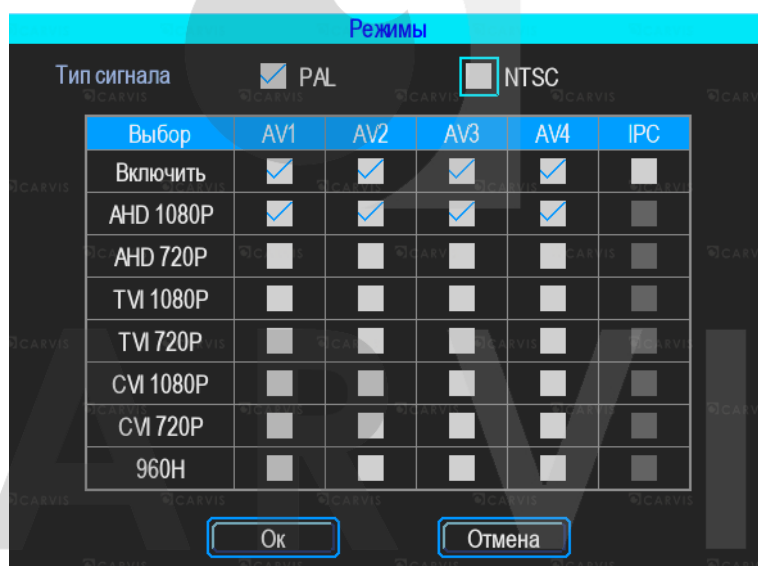 Режимы
Тип сигнала PAL NTSC
Выбор AV1 AV2 AV3 AV4 IPC
Включить
AHD 1080P
AHD 720P
TVI 1080P
TVI 720P
CVI 1080P
CVI 720P
960H
Ок Отмена
CARVIS